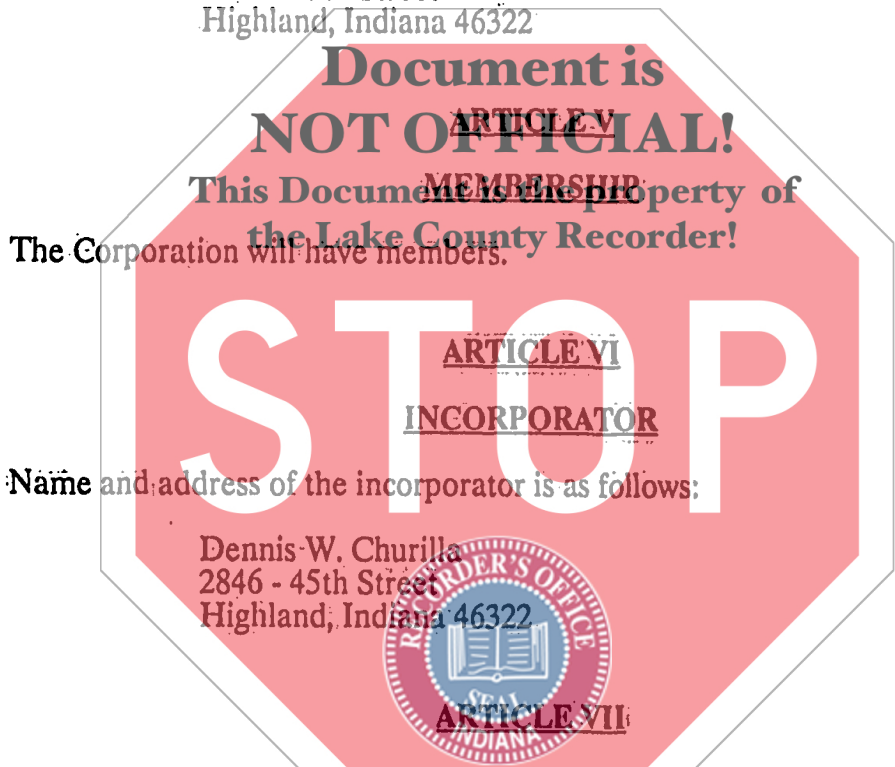 Highland, Indiana 46322
Document is
ARTICLE V
NOT OFFICIAL!
MEMBERSHIP
This Document is the property of
the Lake County Recorder!
The Corporation will have members.
STOP
ARTICLE VI
INCORPORATOR
Name and address of the incorporator is as follows:
Dennis W. Churilla
2846 - 45th Street
Highland, Indiana 46322
RECORDER'S OFFICE
SEAL
INDIANA
ARTICLE VII